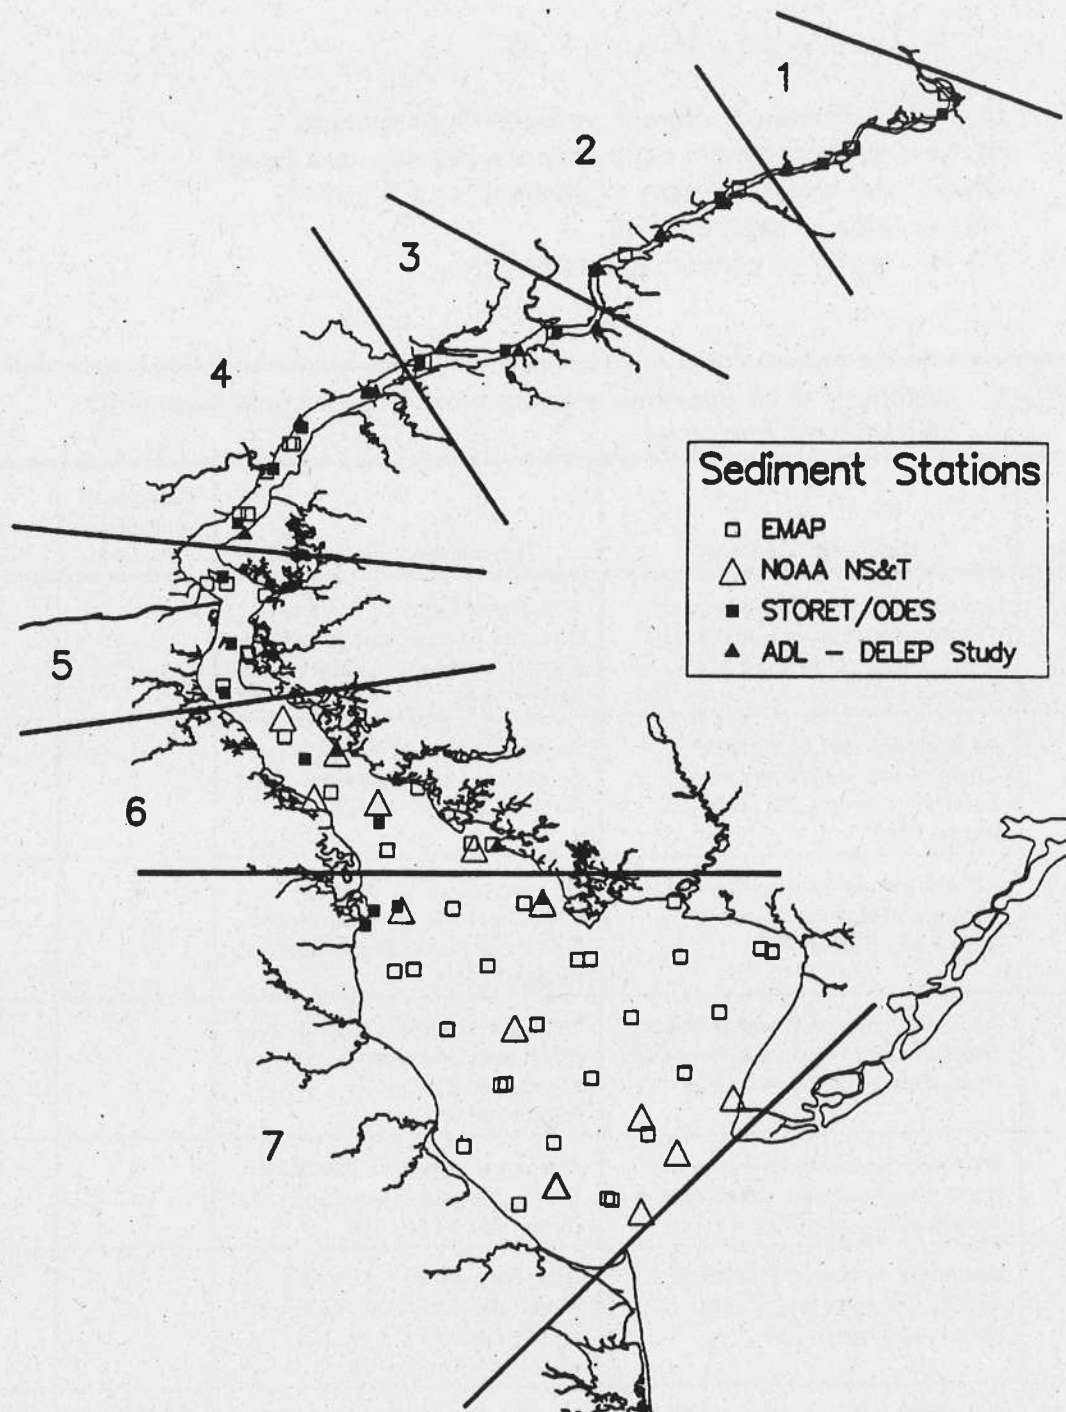 1
2
3
4
Sediment Stations
EMAP
NOAA NS&T
STORET/ODES
ADL – DELEP Study
5
6
7